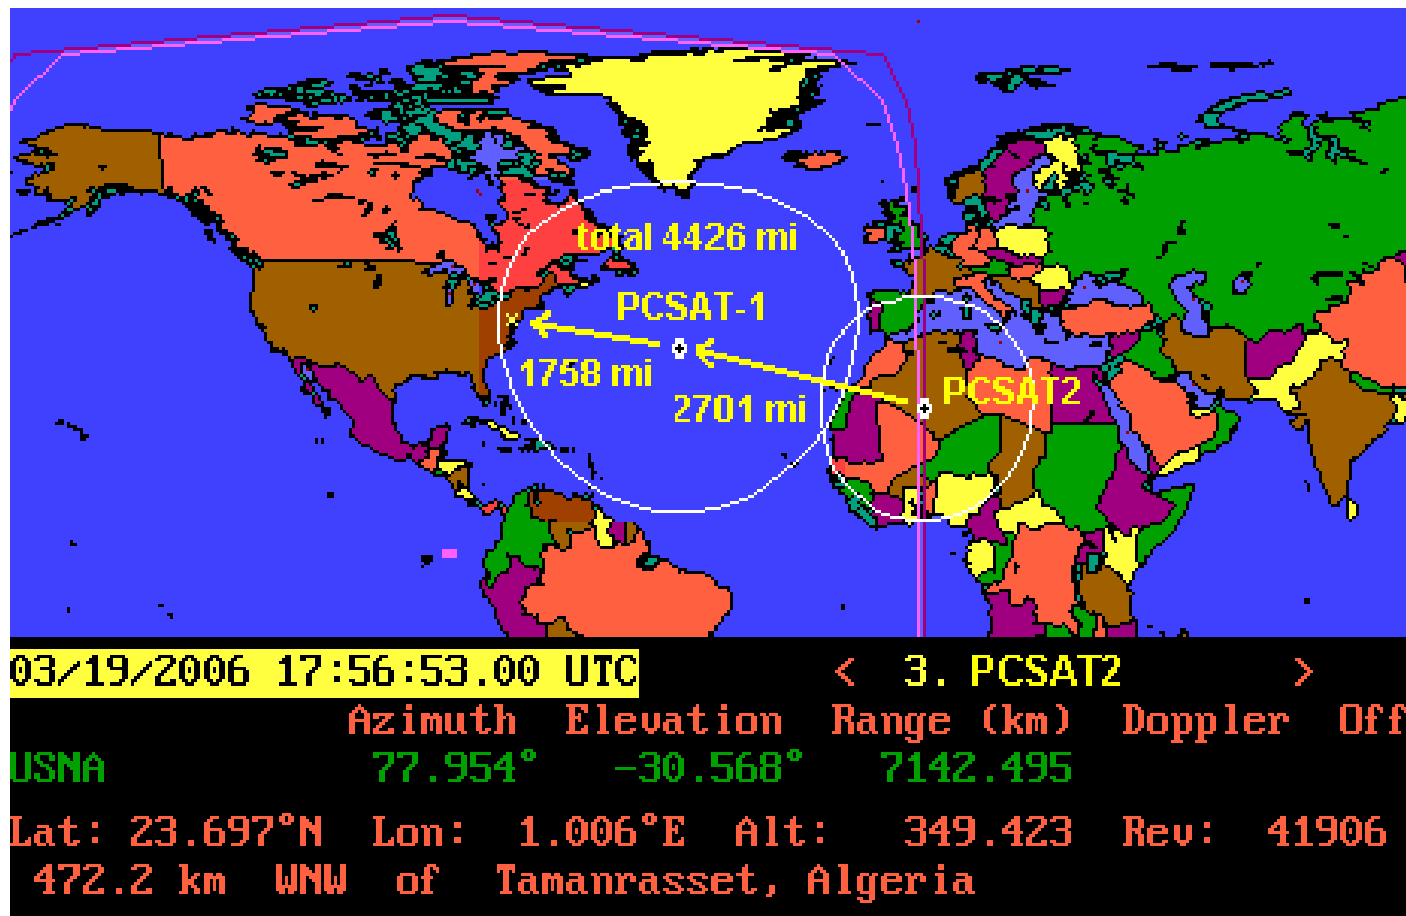 total 4426 mi
PCSAT-1
1758 mi
PCSAT2
2701 mi
03/19/2006 17:56:53.00 UTC < 3. PCSAT2 >
Azimuth Elevation Range (km) Doppler Off
USNA 77.954° -30.568° 7142.495
Lat: 23.697°N Lon: 1.006°E Alt: 349.423 Rev: 41906
472.2 km WNW of Tamanrasset, Algeria